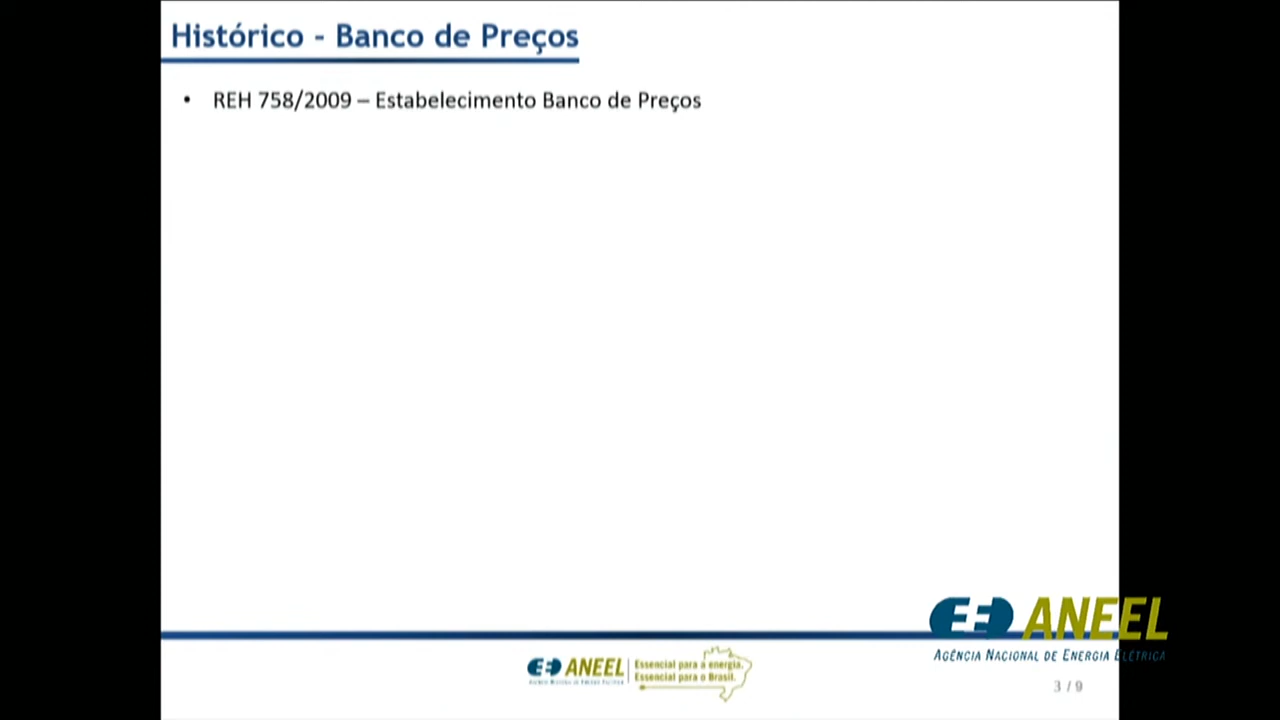 Histórico - Banco de Preços
• REH 758/2009 – Estabelecimento Banco de Preços
ANEEL
AGÊNCIA NACIONAL DE ENERGIA ELÉTRICA
ANEEL
Essencial para a energia.
Essencial para o Brasil.
3 / 9